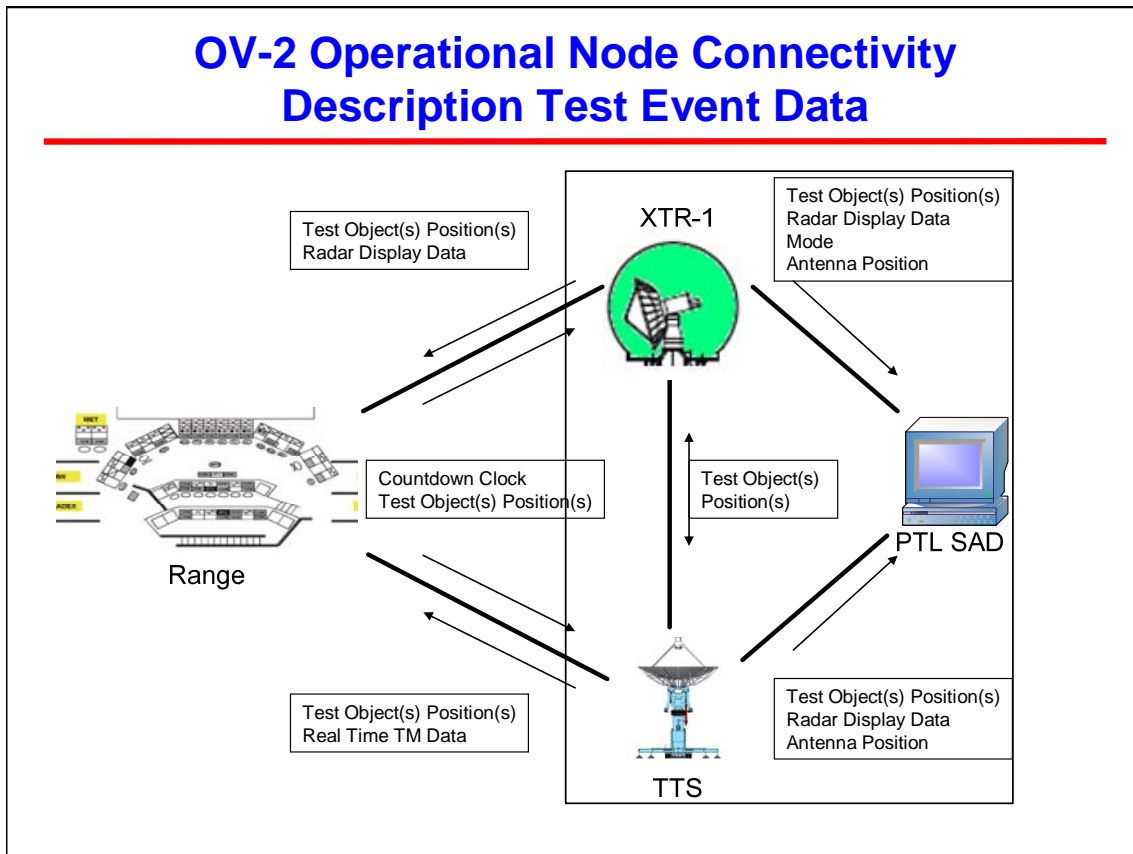 OV-2 Operational Node Connectivity
Description Test Event Data
XTR-1
Test Object(s) Position(s)
Radar Display Data
Mode
Antenna Position
Test Object(s) Position(s)
Radar Display Data
MET
Countdown Clock
Test Object(s) Position(s)
Test Object(s)
Position(s)
PTL SAD
Range
Test Object(s) Position(s)
Real Time TM Data
Test Object(s) Position(s)
Radar Display Data
Antenna Position
TTS